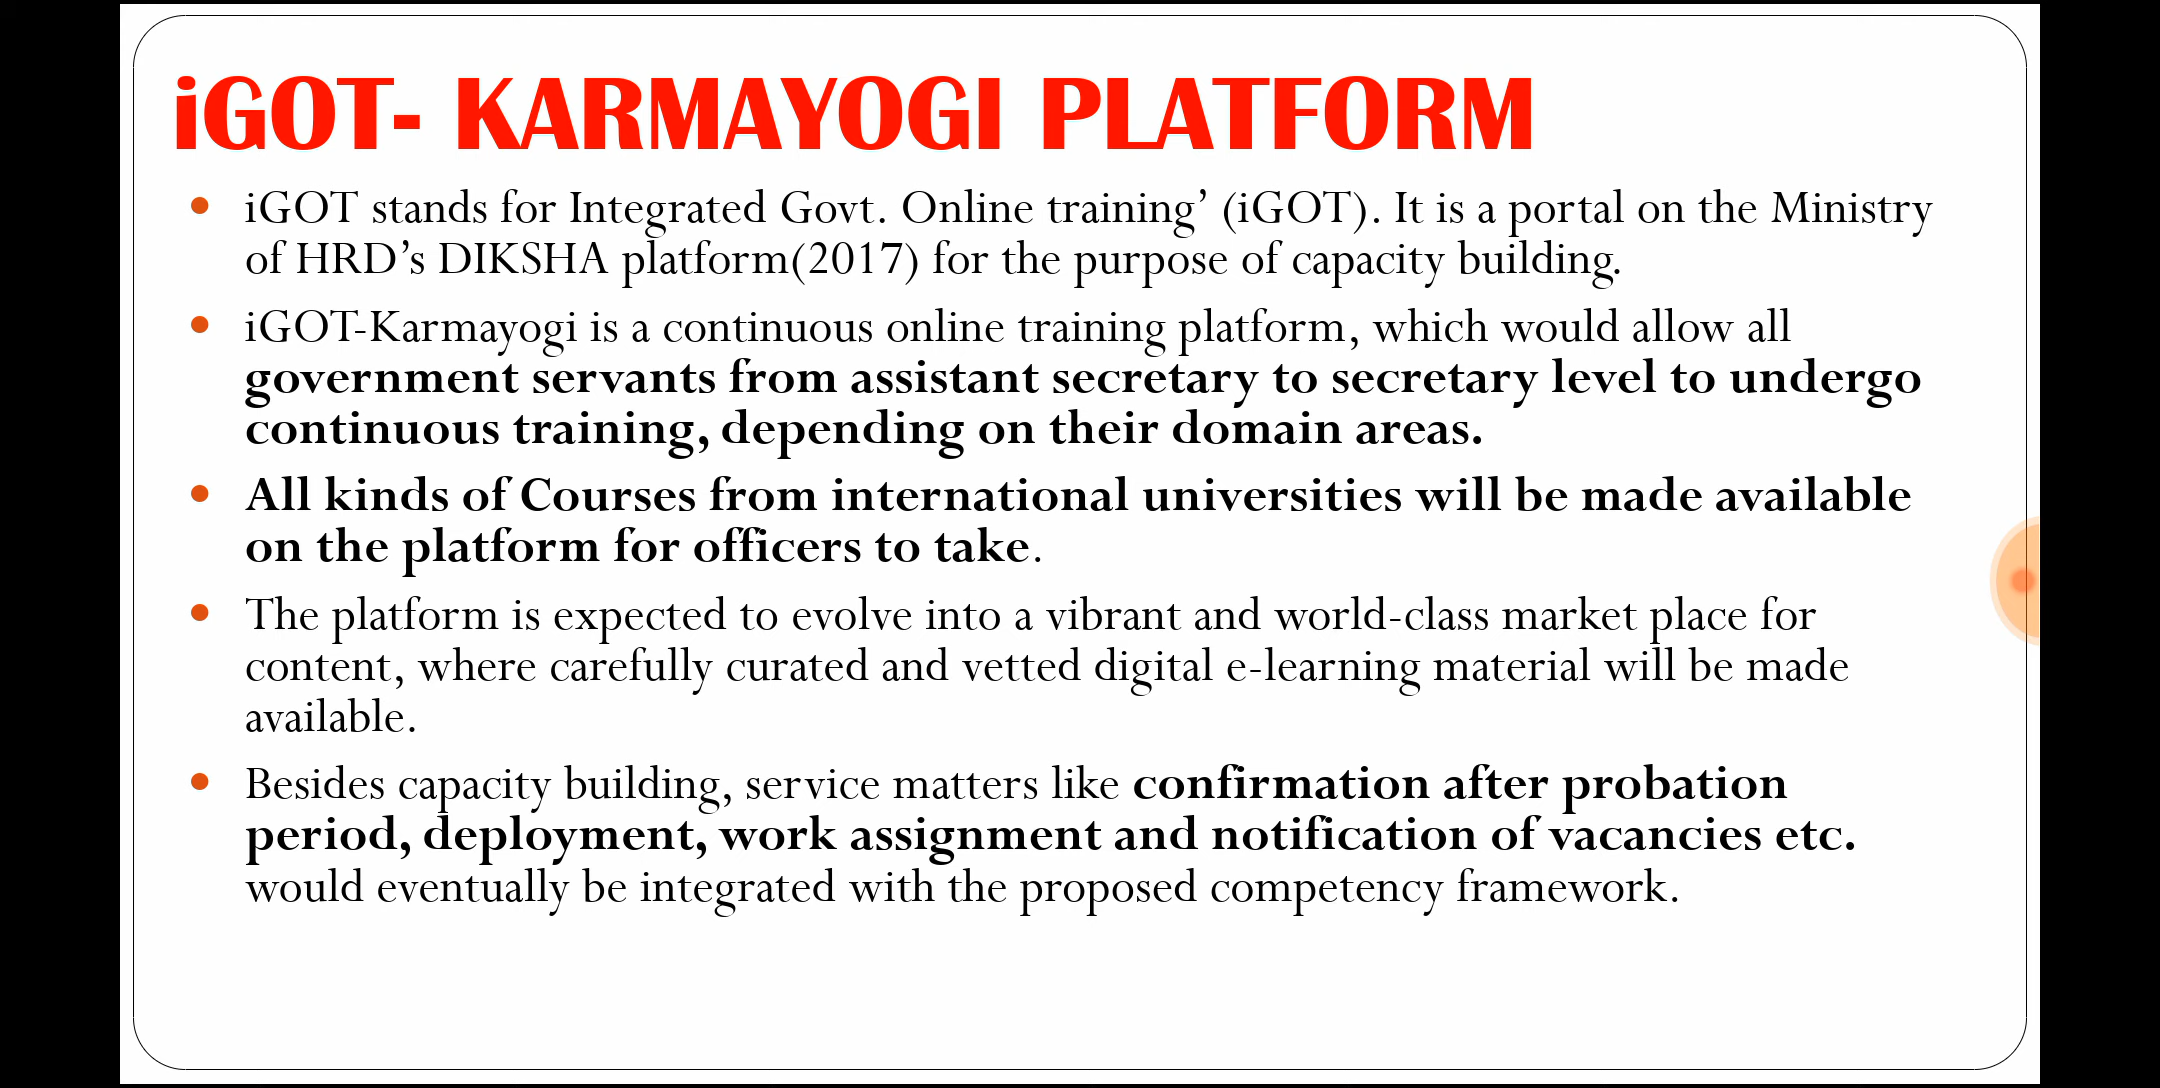 iGOT- KARMAYOGI PLATFORM
• iGOT stands for Integrated Govt. Online training’ (iGOT). It is a portal on the Ministry
of HRD’s DIKSHA platform(2017) for the purpose of capacity building.
• iGOT-Karmayogi is a continuous online training platform, which would allow all
government servants from assistant secretary to secretary level to undergo
continuous training, depending on their domain areas.
• All kinds of Courses from international universities will be made available
on the platform for officers to take.
• The platform is expected to evolve into a vibrant and world-class market place for
content, where carefully curated and vetted digital e-learning material will be made
available.
• Besides capacity building, service matters like confirmation after probation
period, deployment, work assignment and notification of vacancies etc.
would eventually be integrated with the proposed competency framework.